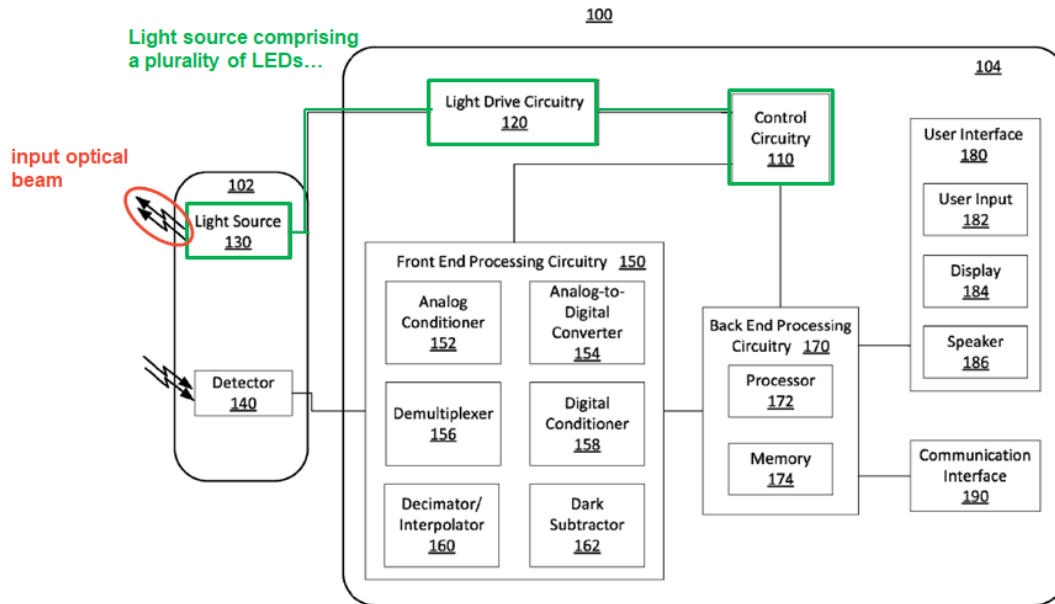 100
Light source comprising
a plurality of LEDs...
104
Light Drive Circuitry
120
Control
Circuitry
110
User Interface
180
User Input
182
Display
184
Speaker
186
input optical
beam
102
Light Source
130
Front End Processing Circuitry 150
Analog
Conditioner
152
Analog-to-
Digital
Converter
154
Back End Processing
Circuitry 170
Processor
172
Memory
174
Detector
140
Demultiplexer
156
Digital
Conditioner
158
Communication
Interface
190
Decimator/
Interpolator
160
Dark
Subtractor
162